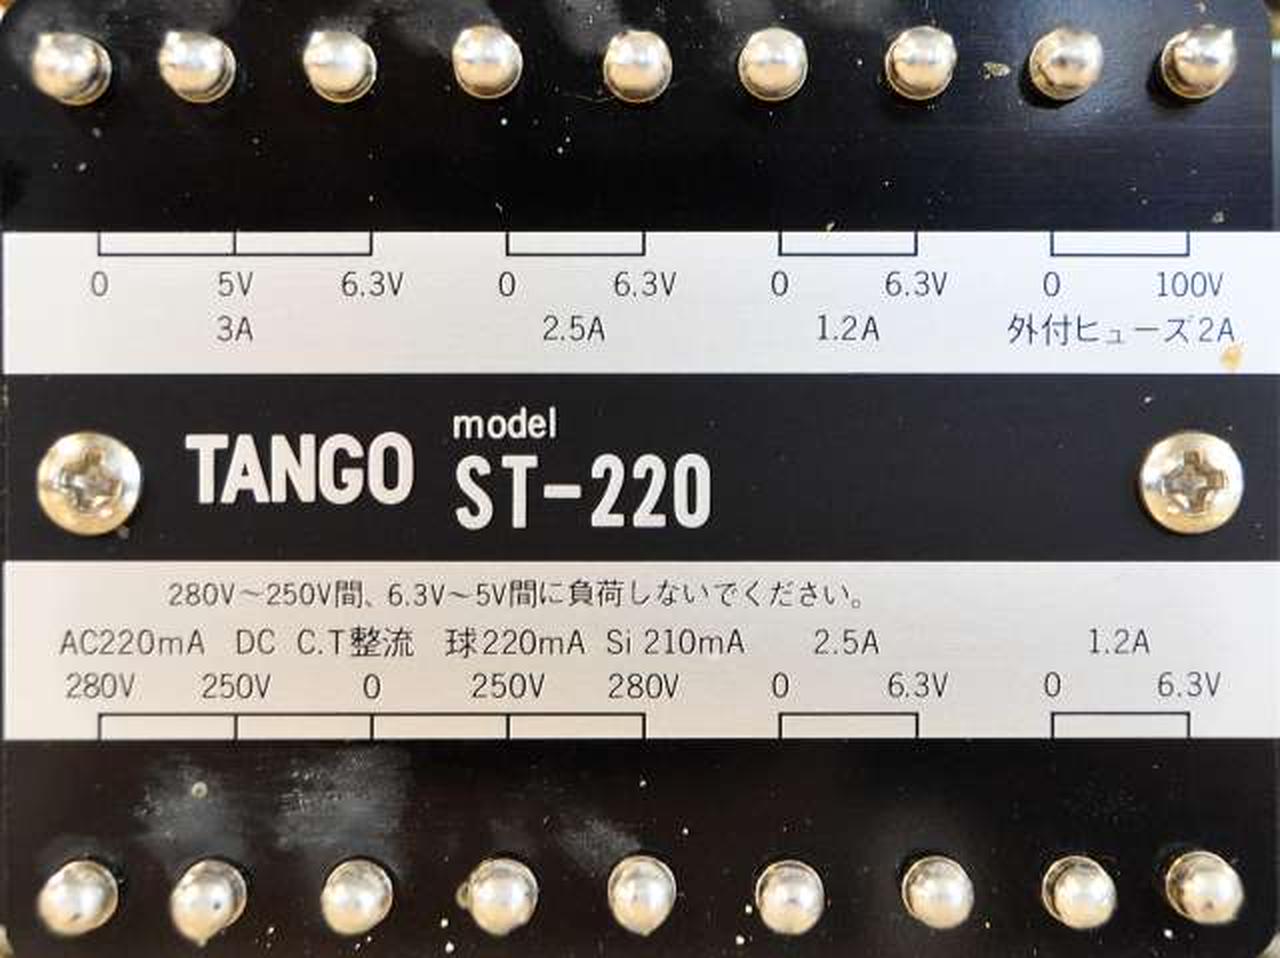 0 5V 6.3V 0 6.3V 0 6.3V 0 100V
3A 2.5A 1.2A 外付ヒューズ2A
TANGO model
ST-220
280V～250V間、6.3V～5V間に負荷しないでください。
AC220mA DC C.T整流 球220mA Si 210mA 2.5A 1.2A
280V 250V 0 250V 280V 0 6.3V 0 6.3V